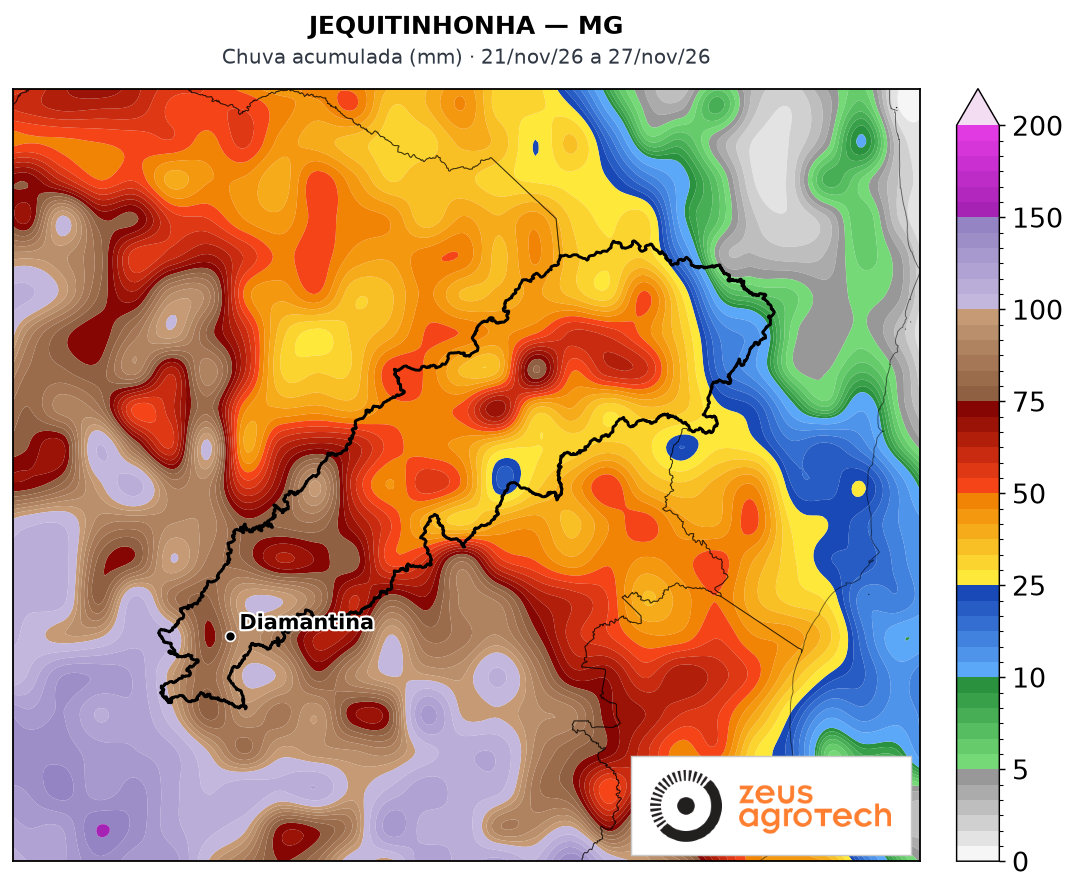 JEQUITINHONHA — MG
Chuva acumulada (mm) · 21/nov/26 a 27/nov/26
200
150
100
75
50
25
10
5
0
Diamantina
zeus
agrotech